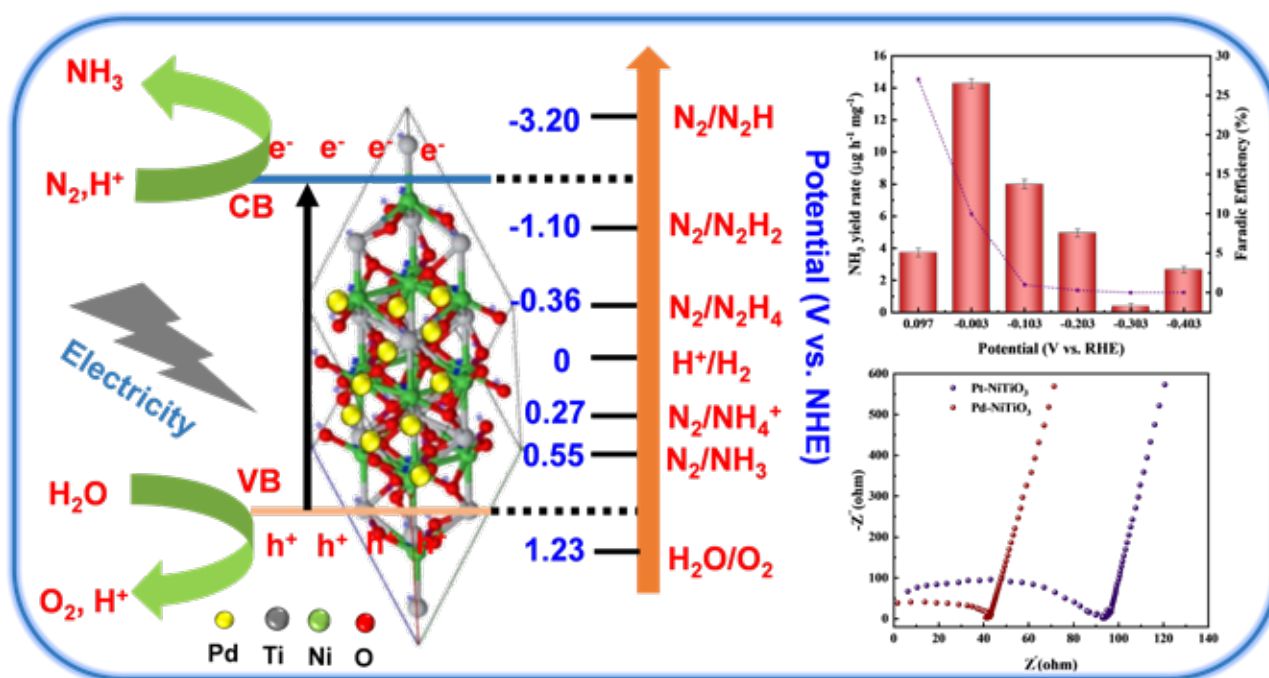 NH₃
N₂,H⁺
e⁻ e⁻ e⁻ e⁻
CB
Electricity
H₂O
VB
h⁺ h⁺ h⁺ h⁺
O₂, H⁺
Pd Ti Ni O
-3.20 N₂/N₂H
-1.10 N₂/N₂H₂
-0.36 N₂/N₂H₄
0 H⁺/H₂
0.27 N₂/NH₄⁺
0.55 N₂/NH₃
1.23 H₂O/O₂
Potential (V vs. NHE)
NH₃ yield rate (μg h⁻¹ mg⁻¹)
16
14
12
10
8
6
4
2
0
0.097 -0.003 -0.103 -0.203 -0.303 -0.403
Potential (V vs. RHE)
30
25
20
15
10
5
0
Faradic Efficiency (%)
-Z''(ohm)
600
500
400
300
200
100
0
Pt-NiTiO₃
Pd-NiTiO₃
0 20 40 60 80 100 120 140
Z'(ohm)